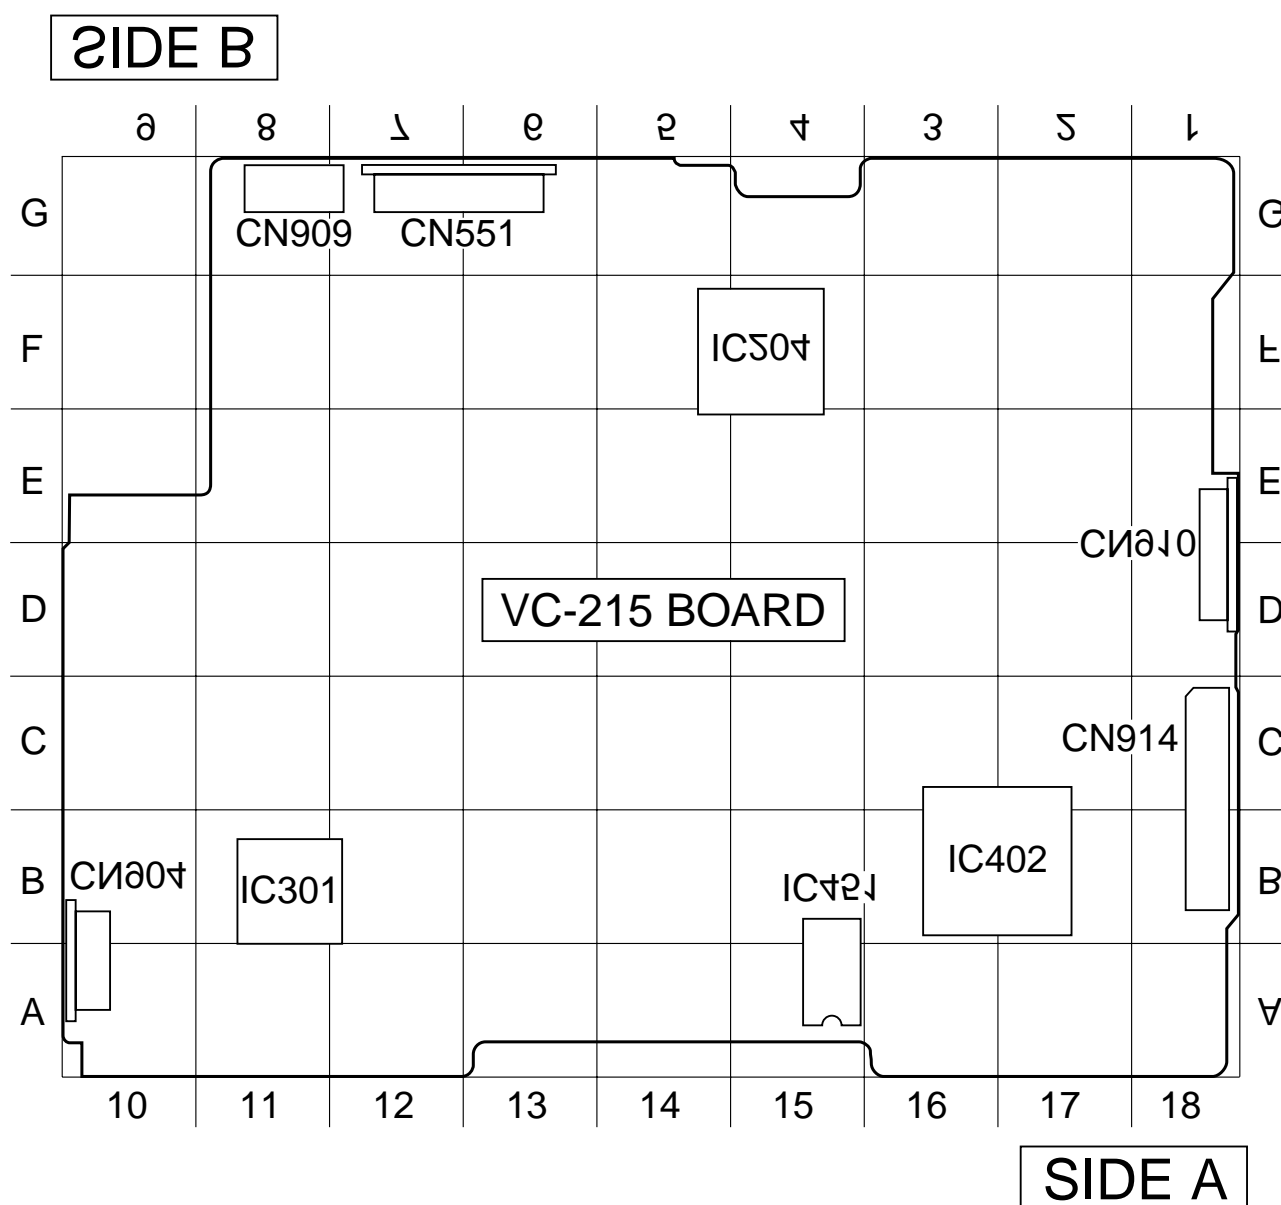 SIDE B
9 8 7 6 5 4 3 2 1
G G
CN909 CN551
F IC204 F
E E
CN910
D VC-215 BOARD D
C CN914 C
B CN904 IC301 IC451 IC402 B
A A
10 11 12 13 14 15 16 17 18
SIDE A